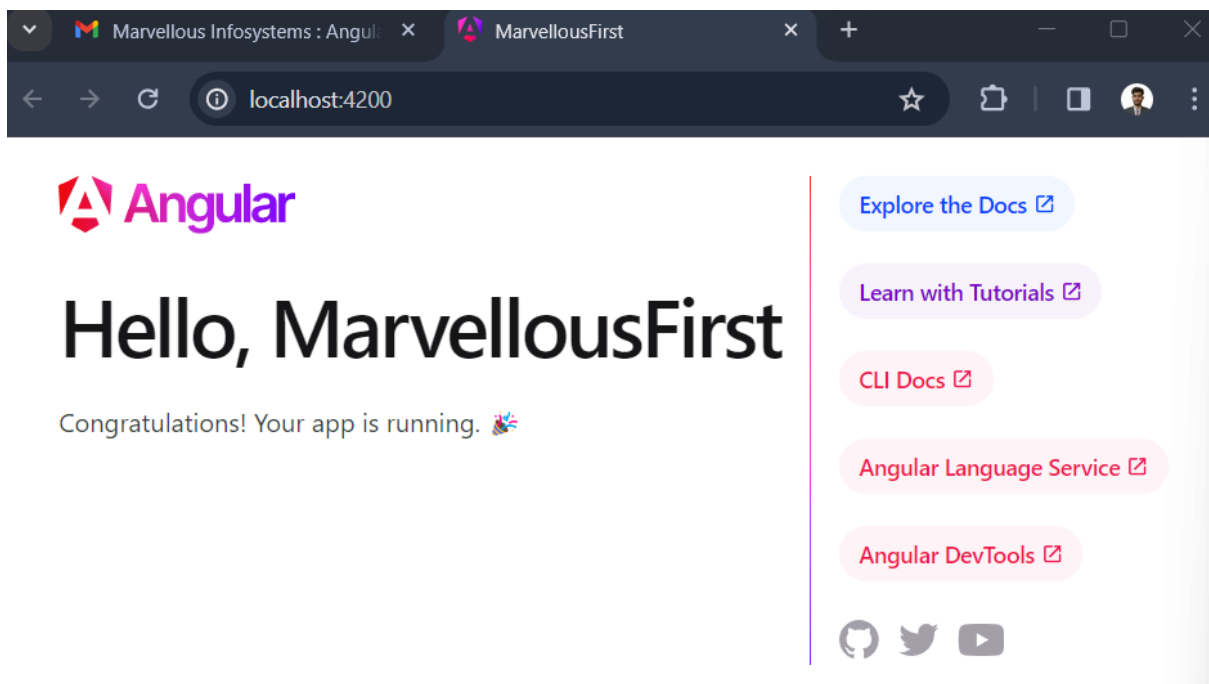 Marvellous Infosystems : Angul
MarvellousFirst
localhost:4200
Angular
Hello, MarvellousFirst
Congratulations! Your app is running. 🎉
Explore the Docs
Learn with Tutorials
CLI Docs
Angular Language Service
Angular DevTools